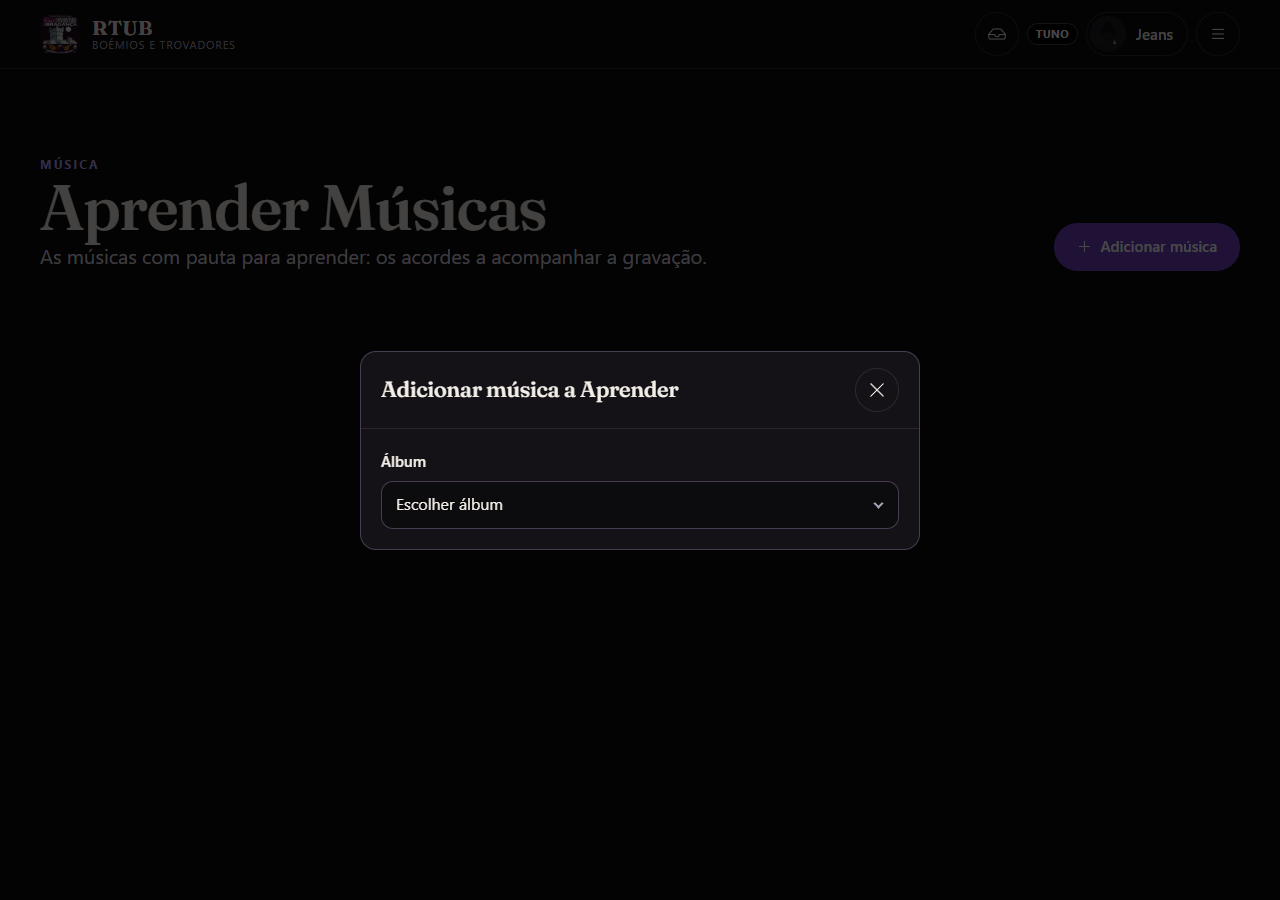 RTUB
BOÉMIOS E TROVADORES
TUNO
Jeans
MÚSICA
Aprender Músicas
As músicas com pauta para aprender: os acordes a acompanhar a gravação.
Adicionar música
Adicionar música a Aprender
Álbum
Escolher álbum